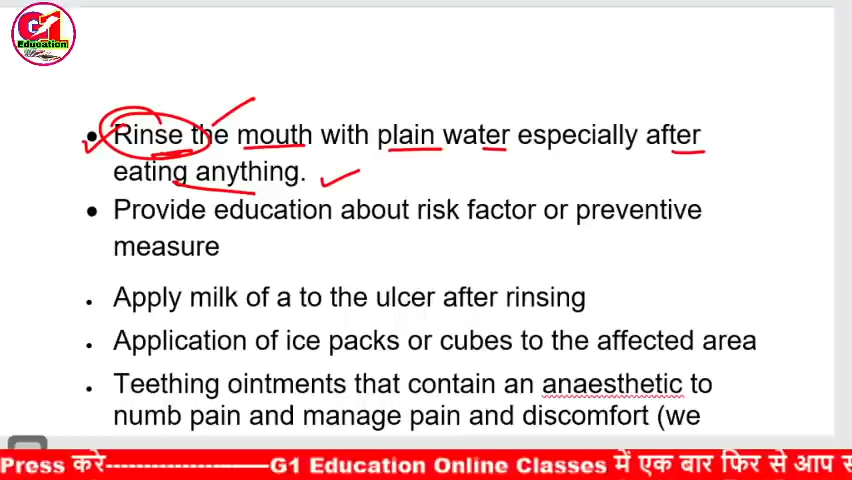 G1
Education
Rinse the mouth with plain water especially after
eating anything.
Provide education about risk factor or preventive
measure
Apply milk of a to the ulcer after rinsing
Application of ice packs or cubes to the affected area
Teething ointments that contain an anaesthetic to
numb pain and manage pain and discomfort (we
Press करे----------------------------G1 Education Online Classes में एक बार फिर से आप स